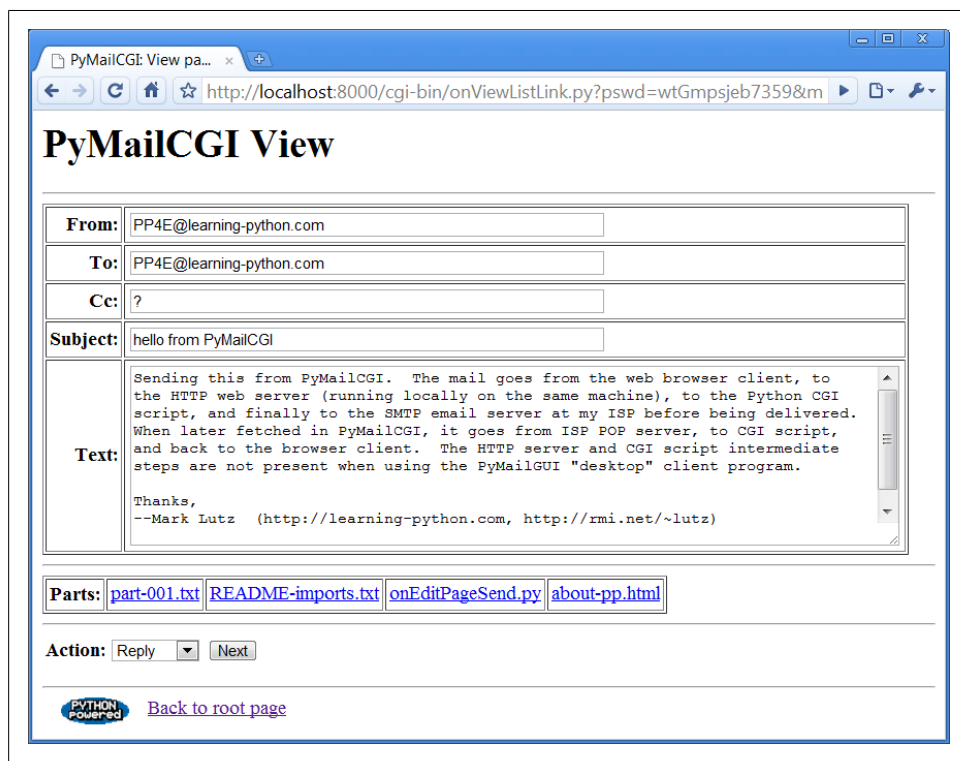 PyMailCGI: View pa...
http://localhost:8000/cgi-bin/onViewListLink.py?pswd=wtGmpsjeb7359&m
PyMailCGI View
From: PP4E@learning-python.com
To: PP4E@learning-python.com
Cc: ?
Subject: hello from PyMailCGI
Text:
Sending this from PyMailCGI.  The mail goes from the web browser client, to
the HTTP web server (running locally on the same machine), to the Python CGI
script, and finally to the SMTP email server at my ISP before being delivered.
When later fetched in PyMailCGI, it goes from ISP POP server, to CGI script,
and back to the browser client.  The HTTP server and CGI script intermediate
steps are not present when using the PyMailGUI "desktop" client program.
Thanks,
--Mark Lutz  (http://learning-python.com, http://rmi.net/~lutz)
Parts: part-001.txt README-imports.txt onEditPageSend.py about-pp.html
Action: Reply Next
PYTHON
Powered
Back to root page